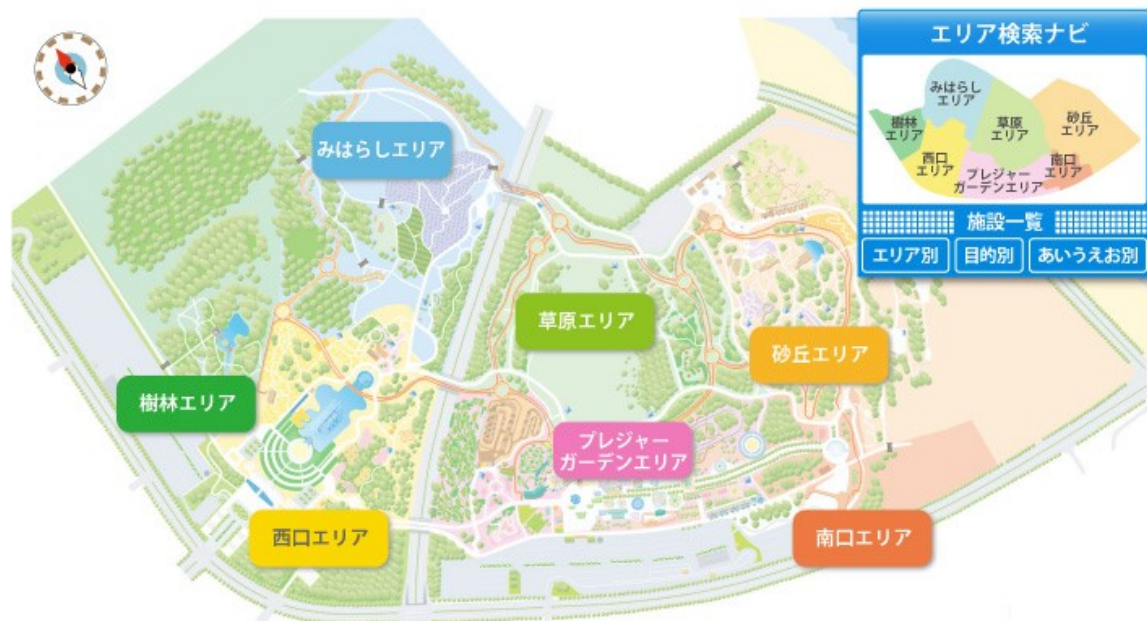 エリア検索ナビ
みはらし
エリア
樹林
エリア
草原
エリア
砂丘
エリア
西口
エリア
プレジャー
ガーデンエリア
南口
エリア
施設一覧
エリア別
目的別
あいうえお別
みはらしエリア
草原エリア
砂丘エリア
樹林エリア
プレジャー
ガーデンエリア
西口エリア
南口エリア